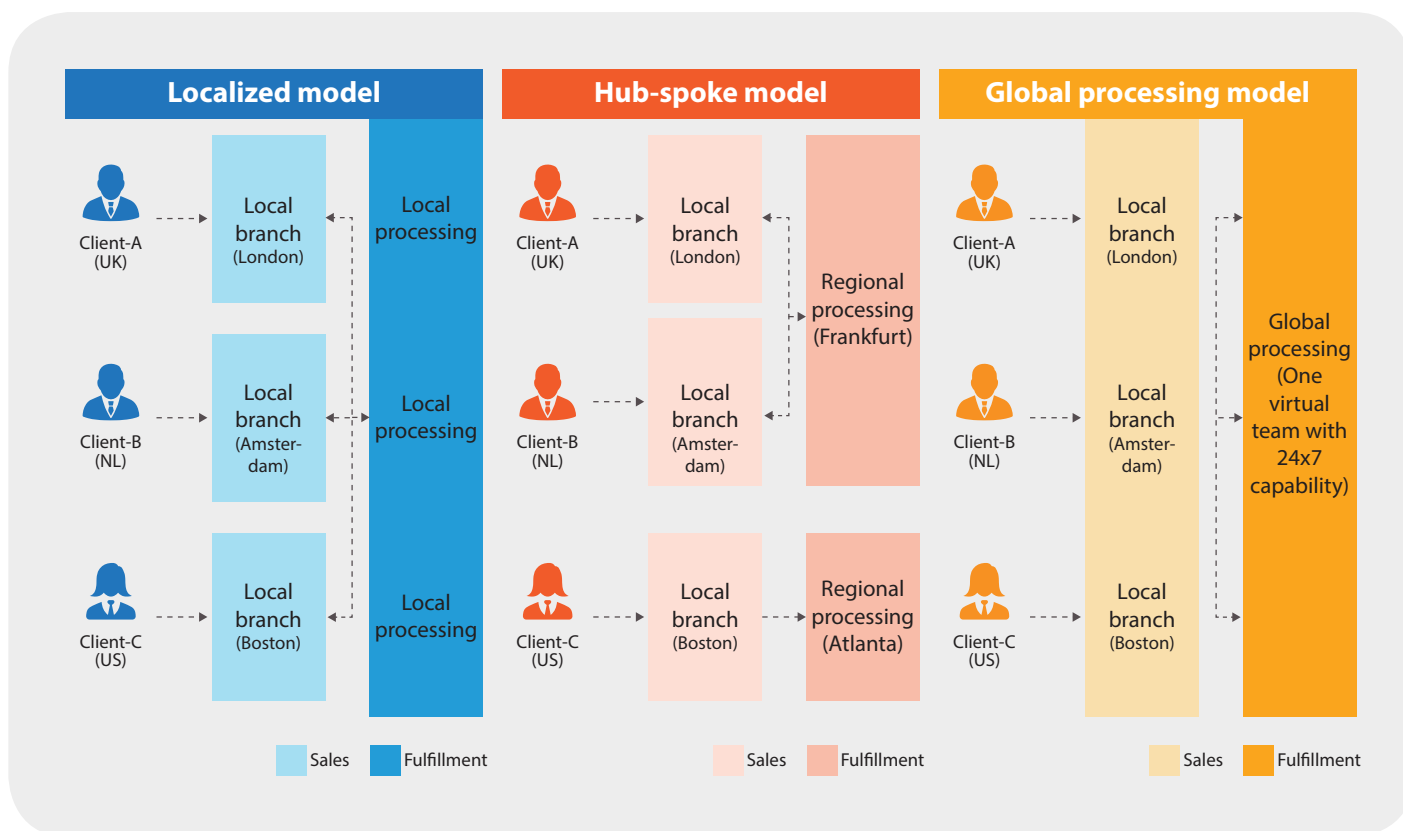 Localized model
Client-A
(UK)
Local
branch
(London)
Local
processing
Client-B
(NL)
Local
branch
(Amster-
dam)
Local
processing
Client-C
(US)
Local
branch
(Boston)
Local
processing
Sales
Fulfillment
Hub-spoke model
Client-A
(UK)
Local
branch
(London)
Client-B
(NL)
Local
branch
(Amster-
dam)
Regional
processing
(Frankfurt)
Client-C
(US)
Local
branch
(Boston)
Regional
processing
(Atlanta)
Sales
Fulfillment
Global processing model
Client-A
(UK)
Local
branch
(London)
Client-B
(NL)
Local
branch
(Amster-
dam)
Client-C
(US)
Local
branch
(Boston)
Global
processing
(One
virtual
team with
24x7
capability)
Sales
Fulfillment